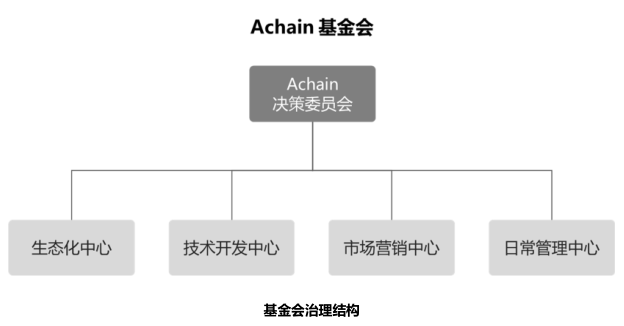 Achain 基金会
Achain
决策委员会
生态化中心
技术开发中心
市场营销中心
日常管理中心
基金会治理结构